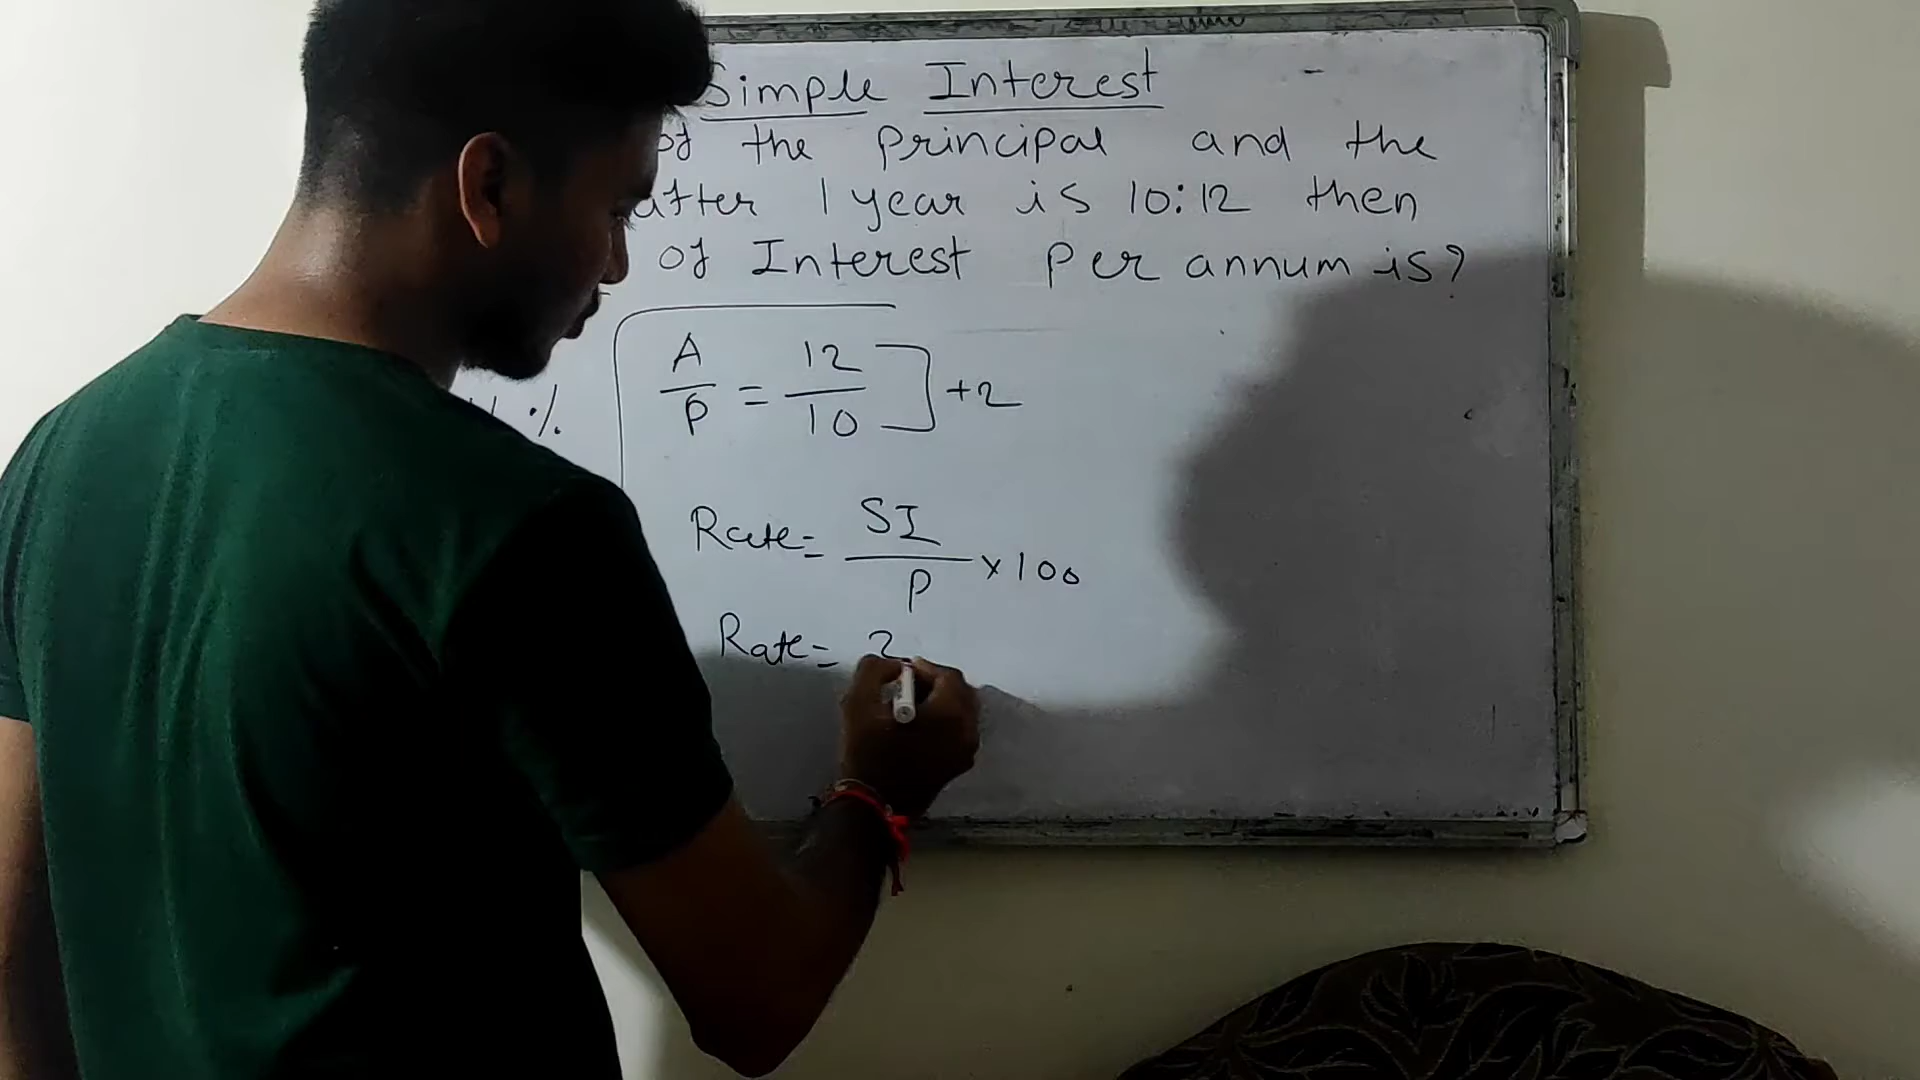 Simple Interest
of the principal and the
after 1 year is 10:12 then
of Interest per annum is?
A/P = 12/10 ] +2
%
Rate = SI/P × 100
Rate = 2